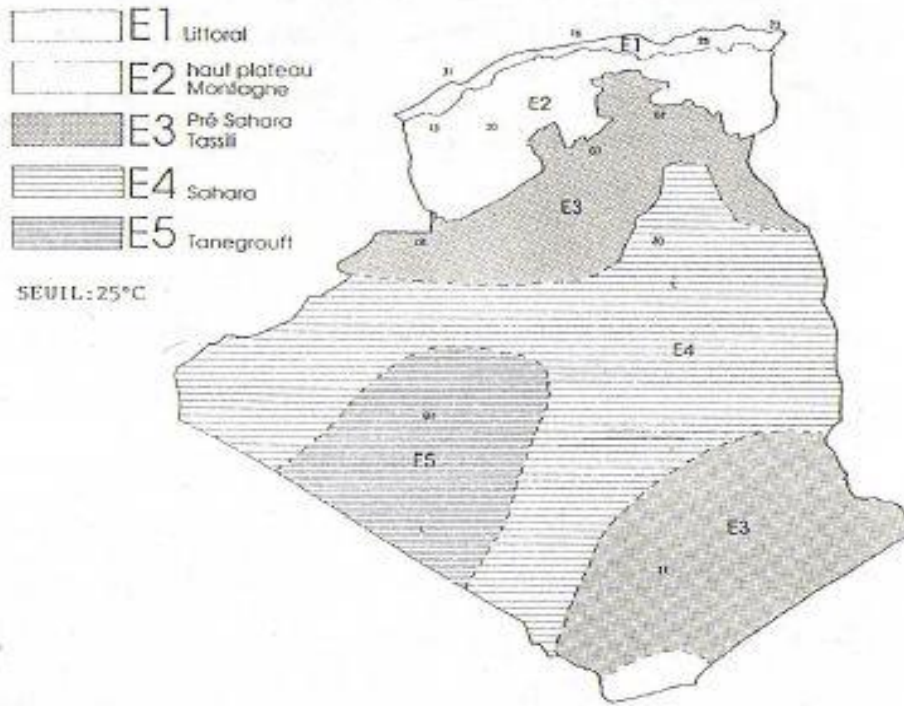 E1 Littoral
E2 haut plateau
Montagne
E3 Pré Sahara
Tassili
E4 Sahara
E5 Tanegrouft
SEUIL:25°C
E1
E2
E3
E4
E5
E3